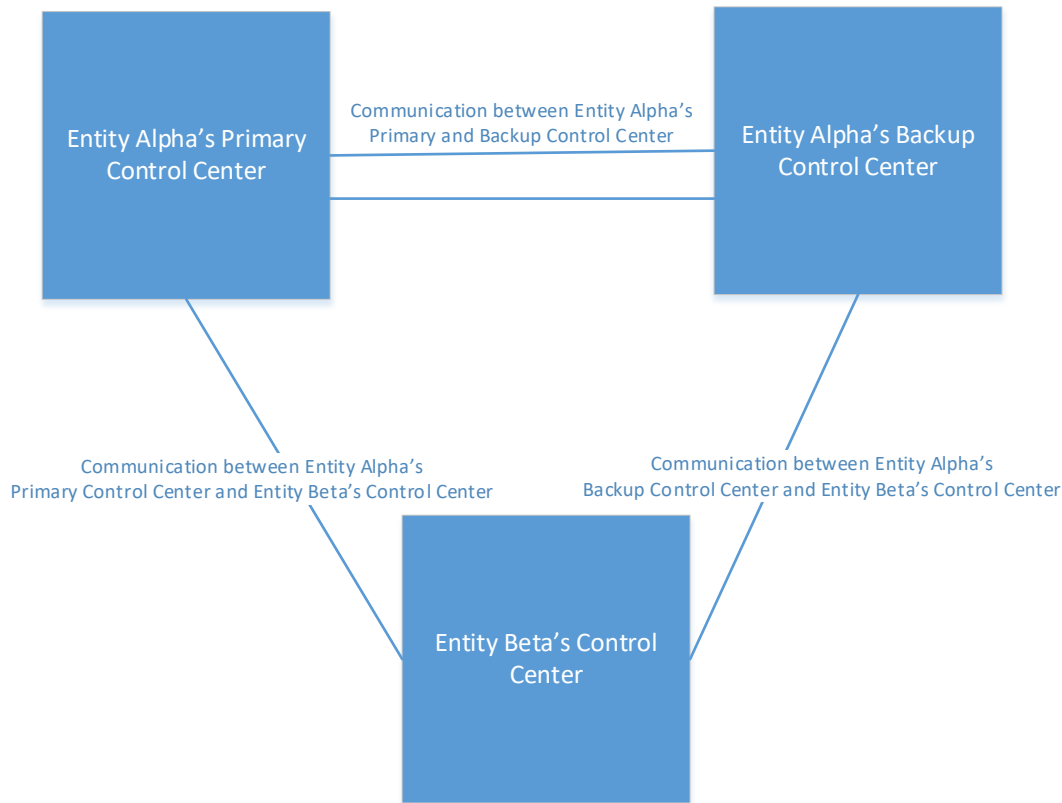 Entity Alpha’s Primary
Control Center
Communication between Entity Alpha’s
Primary and Backup Control Center
Entity Alpha’s Backup
Control Center
Communication between Entity Alpha’s
Primary Control Center and Entity Beta’s Control Center
Communication between Entity Alpha’s
Backup Control Center and Entity Beta’s Control Center
Entity Beta’s Control
Center